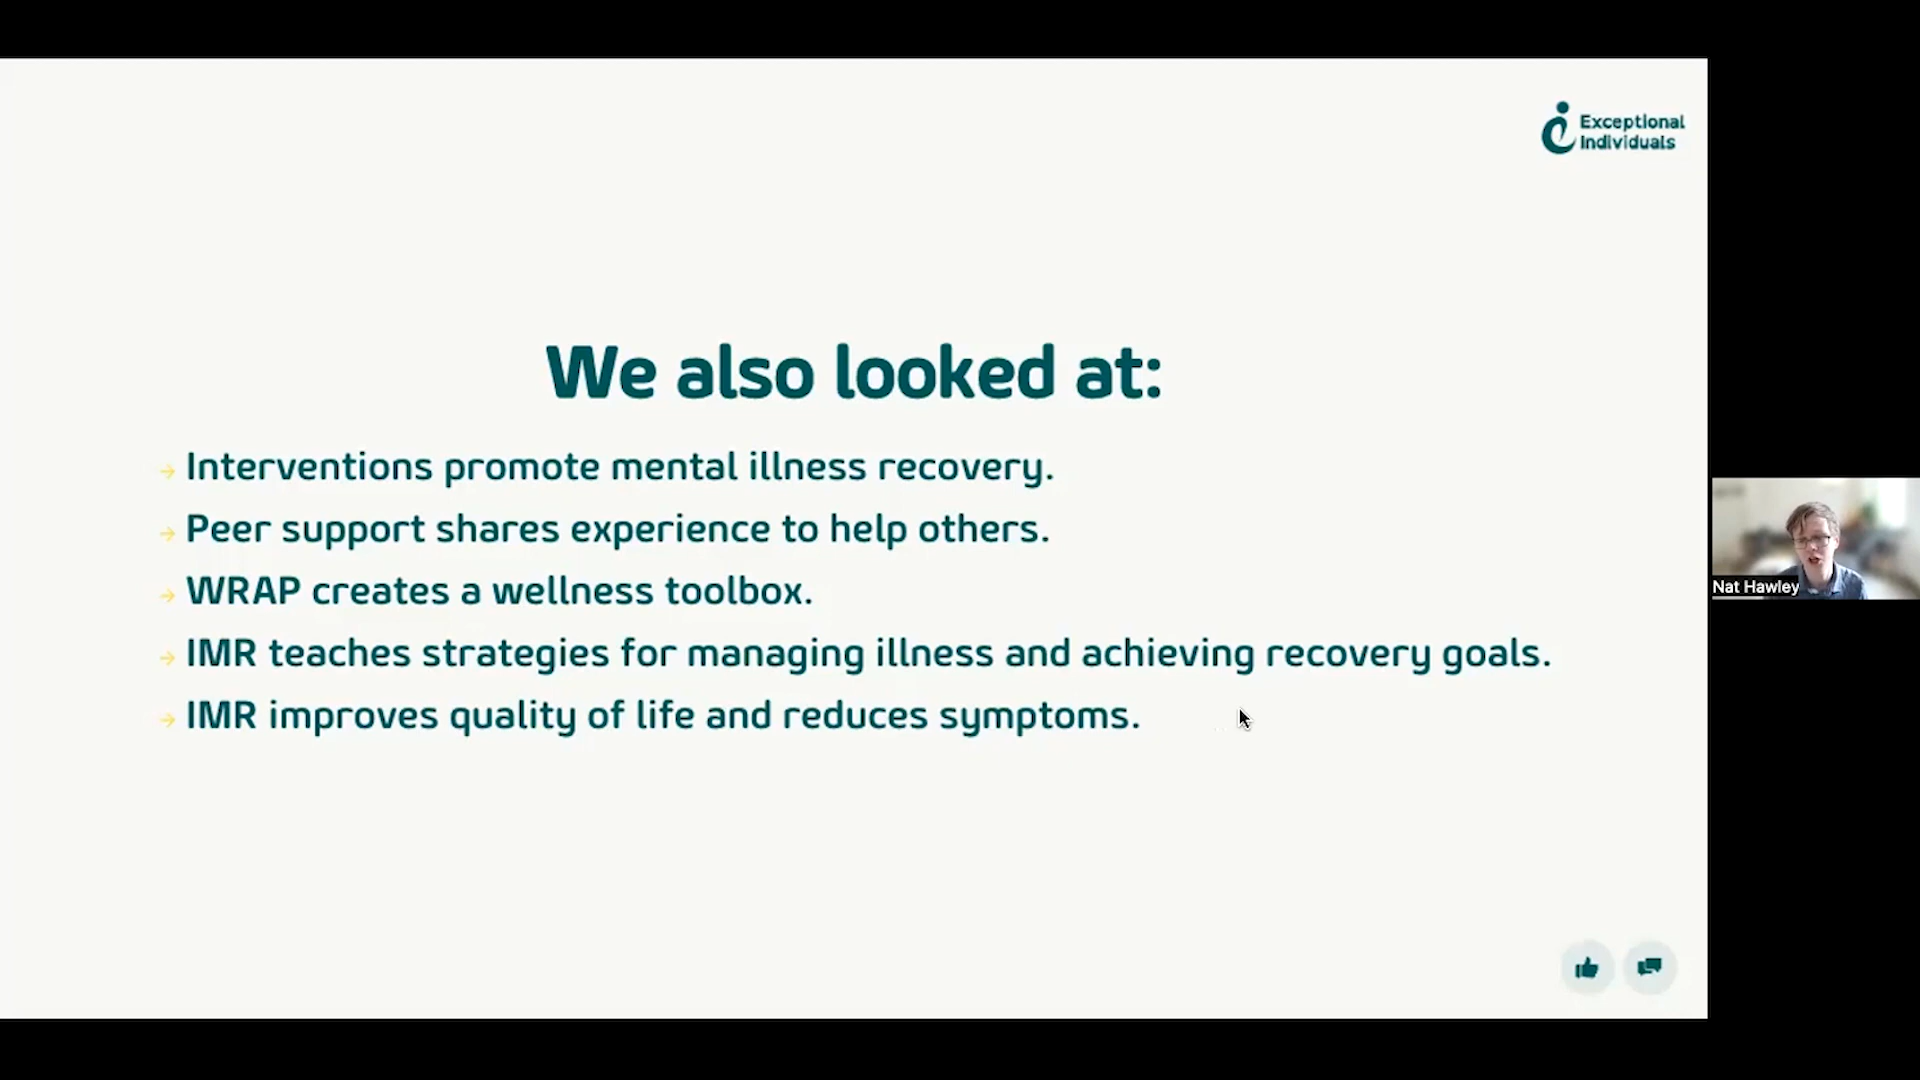 Exceptional
Individuals
We also looked at:
→ Interventions promote mental illness recovery.
→ Peer support shares experience to help others.
→ WRAP creates a wellness toolbox.
→ IMR teaches strategies for managing illness and achieving recovery goals.
→ IMR improves quality of life and reduces symptoms.
Nat Hawley